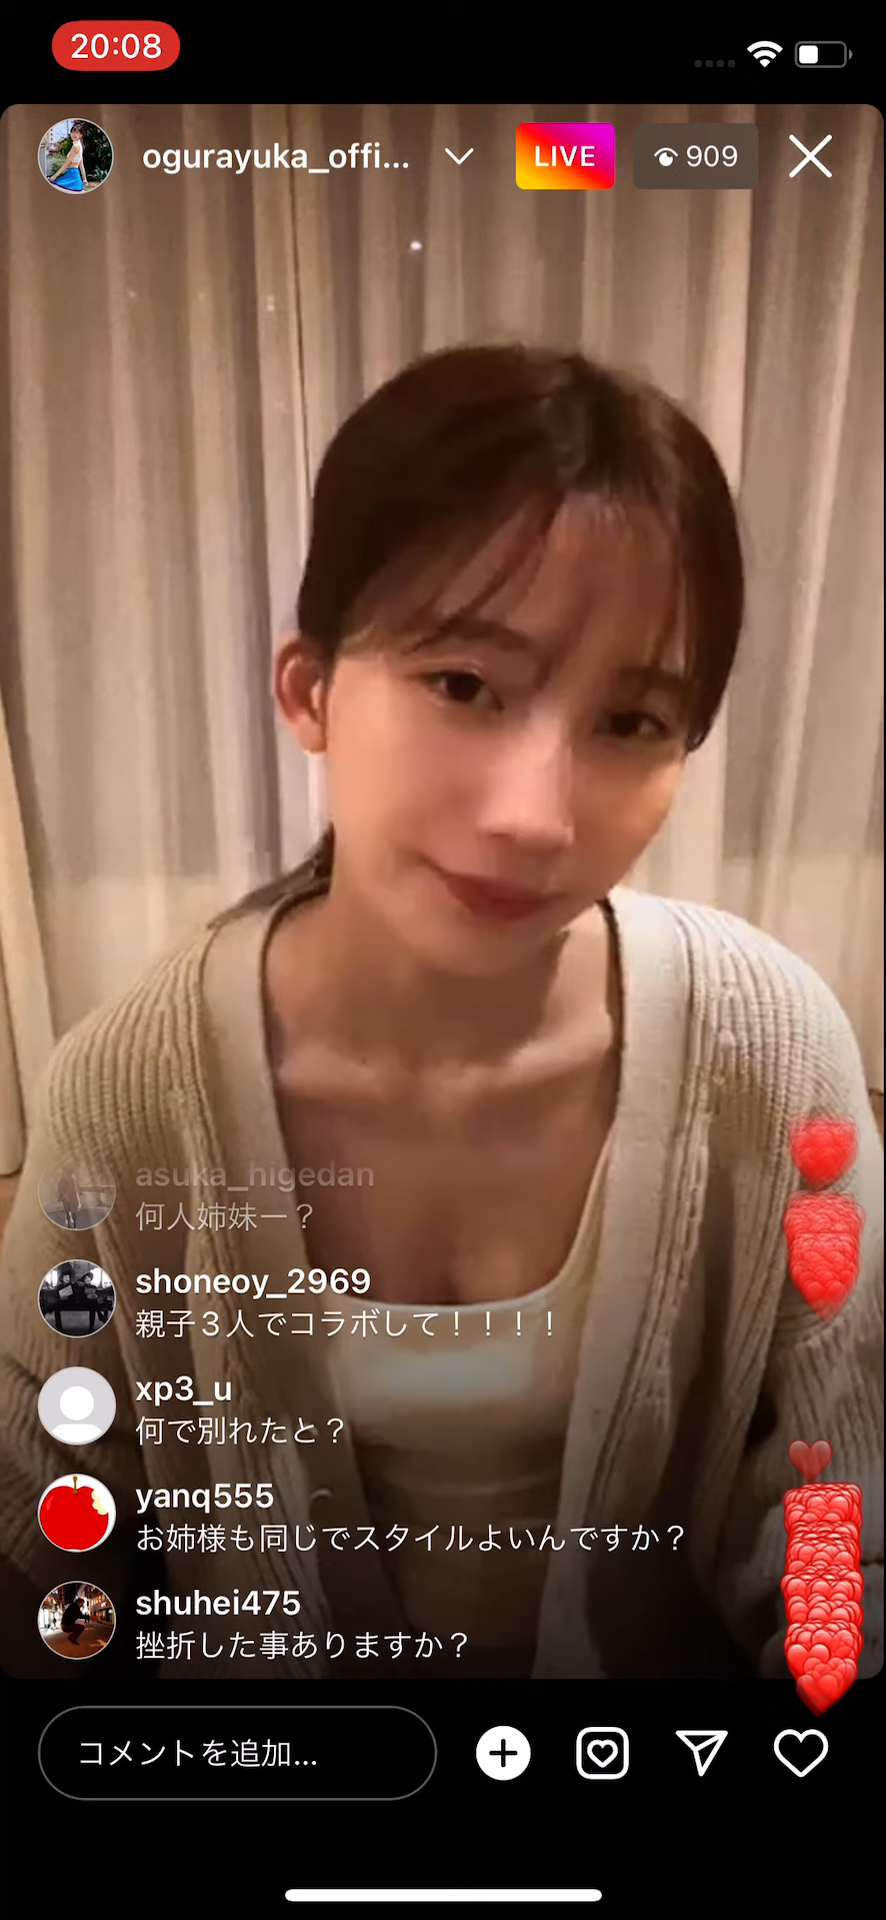 20:08
ogurayuka_offi...
LIVE
909
asuka_higedan
何人姉妹ー？
shoneoy_2969
親子３人でコラボして！！！！
xp3_u
何で別れたと？
yanq555
お姉様も同じでスタイルよいんですか？
shuhei475
挫折した事ありますか？
コメントを追加...